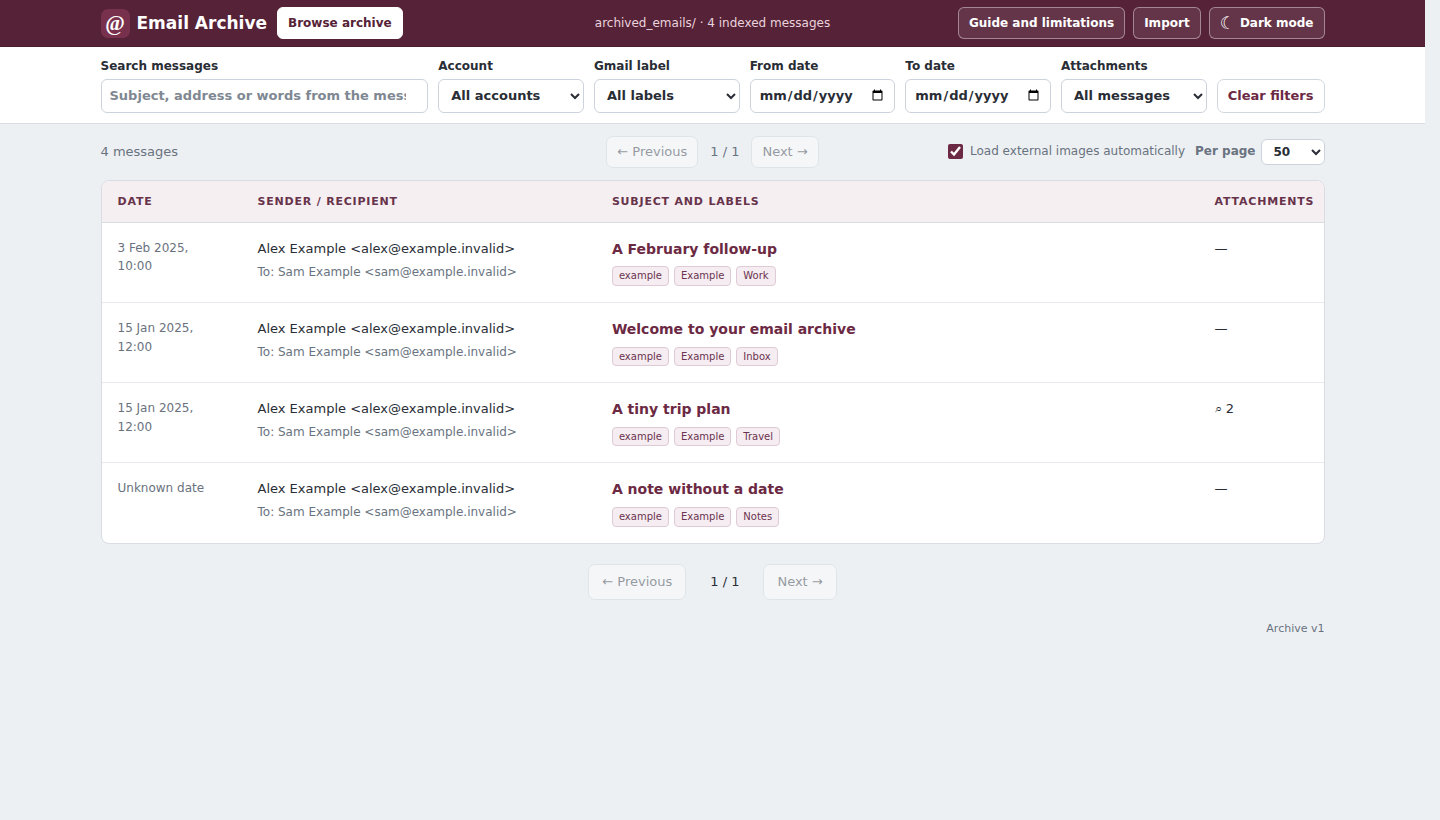 @ Email Archive Browse archive archived_emails/ · 4 indexed messages Guide and limitations Import ☾ Dark mode
Search messages Account Gmail label From date To date Attachments
Subject, address or words from the mes All accounts All labels mm/dd/yyyy mm/dd/yyyy All messages Clear filters
4 messages ← Previous 1 / 1 Next → Load external images automatically Per page 50
DATE SENDER / RECIPIENT SUBJECT AND LABELS ATTACHMENTS
3 Feb 2025, Alex Example <alex@example.invalid> A February follow-up —
10:00 To: Sam Example <sam@example.invalid> example Example Work
15 Jan 2025, Alex Example <alex@example.invalid> Welcome to your email archive —
12:00 To: Sam Example <sam@example.invalid> example Example Inbox
15 Jan 2025, Alex Example <alex@example.invalid> A tiny trip plan 2
12:00 To: Sam Example <sam@example.invalid> example Example Travel
Unknown date Alex Example <alex@example.invalid> A note without a date —
To: Sam Example <sam@example.invalid> example Example Notes
← Previous 1 / 1 Next →
Archive v1